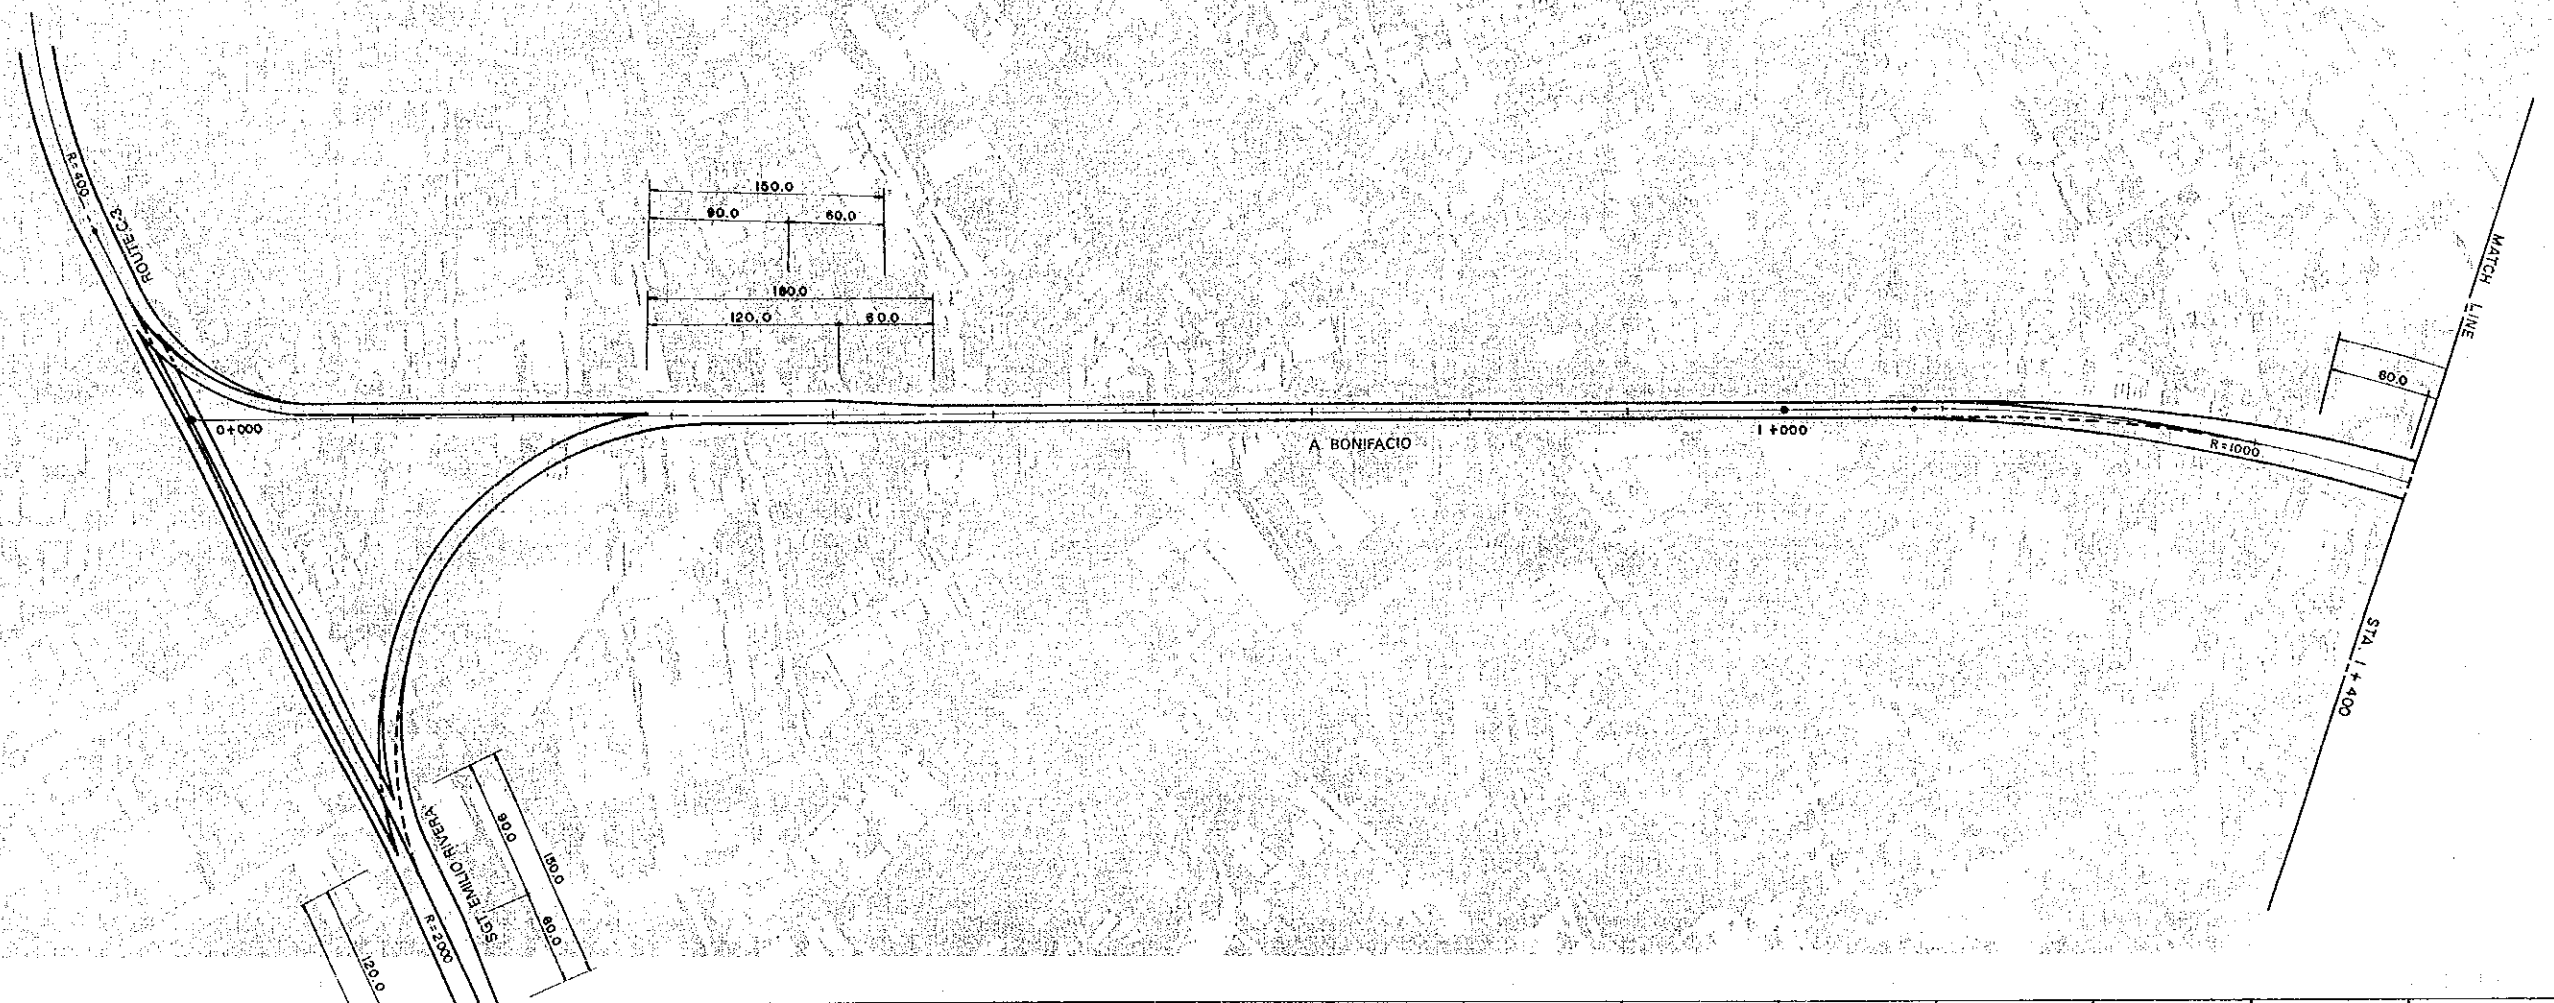 R=400
ROUTE C-3
150.0
90.0 60.0
180.0
120.0 60.0
0+000
A. BONIFACIO
1+000
R=1000
60.0
MATCH LINE
STA. 1+400
SGT. EMILIO RIVERA
R=2000
90.0
150.0
60.0
120.0